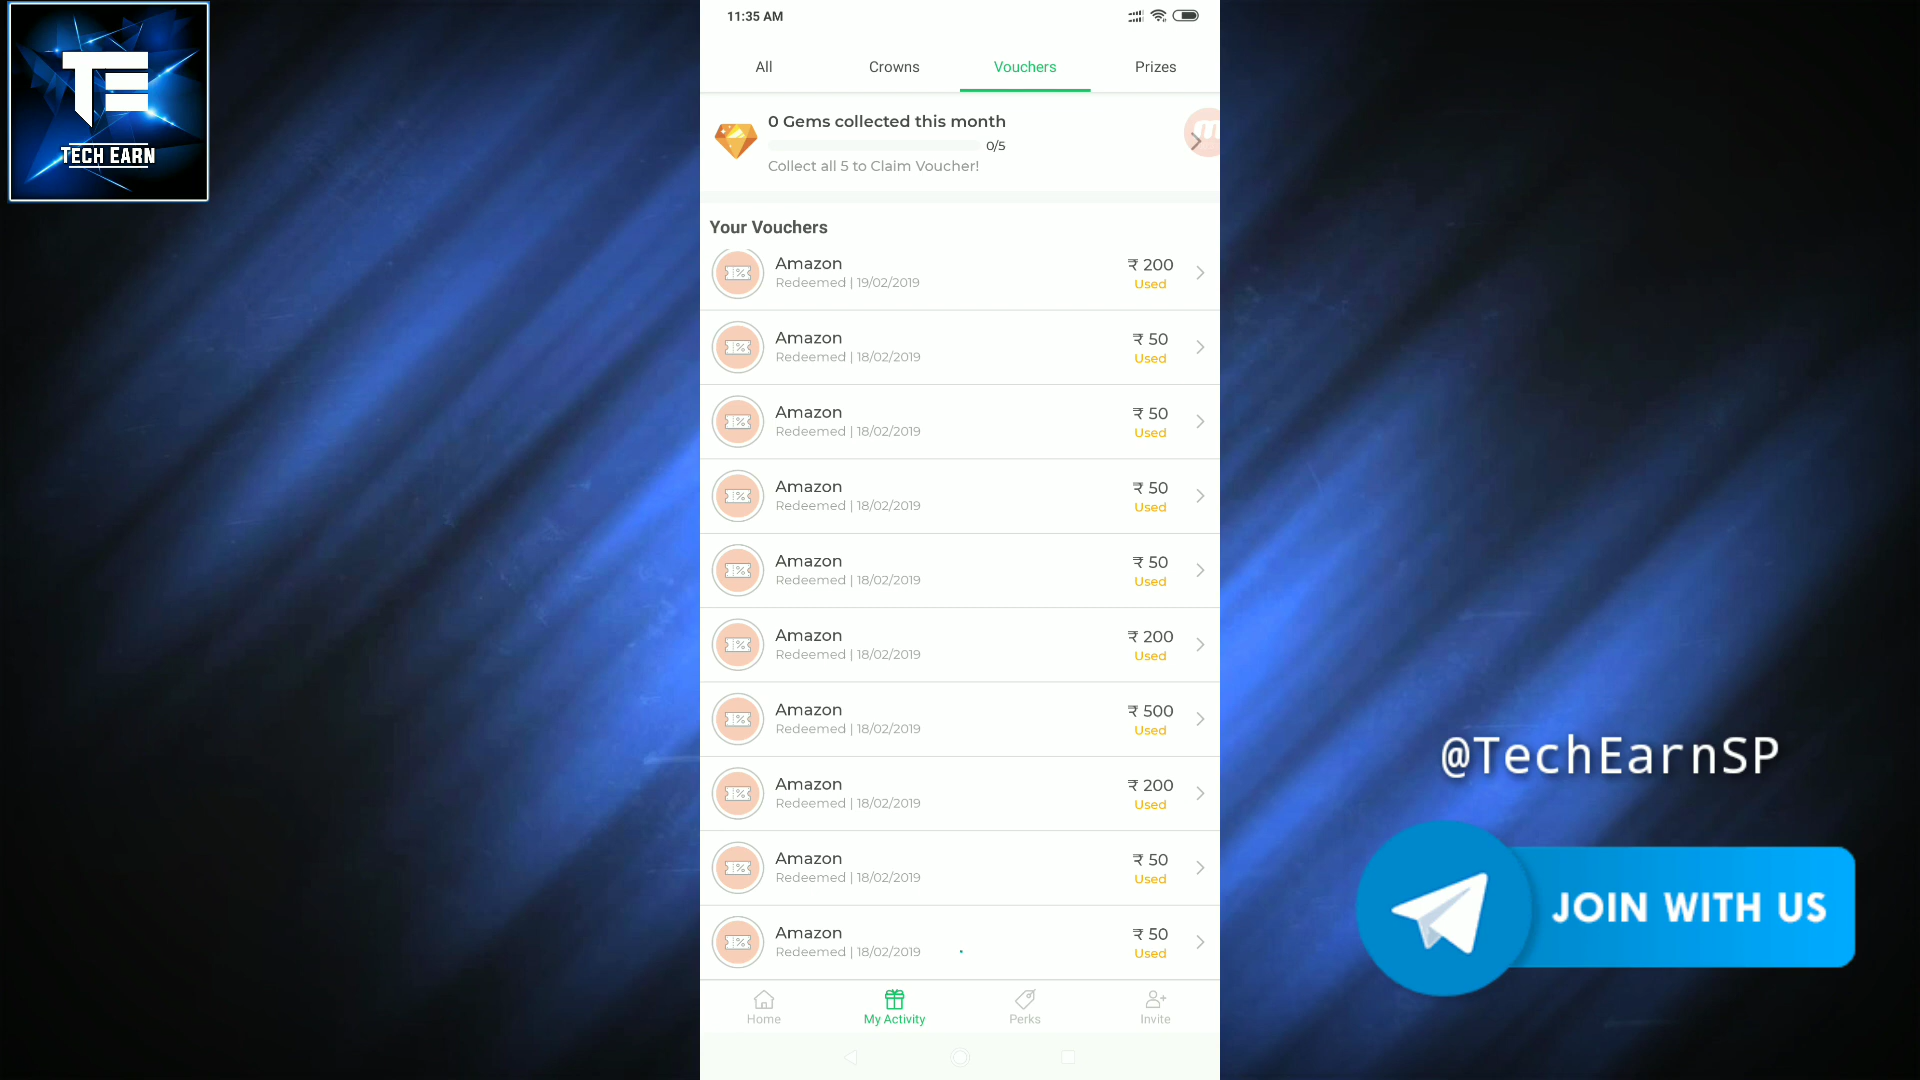 TE
TECH EARN
11:35 AM
All Crowns Vouchers Prizes
0 Gems collected this month
0/5
Collect all 5 to Claim Voucher!
Your Vouchers
Amazon ₹ 200
Redeemed | 19/02/2019 Used
Amazon ₹ 50
Redeemed | 18/02/2019 Used
Amazon ₹ 50
Redeemed | 18/02/2019 Used
Amazon ₹ 50
Redeemed | 18/02/2019 Used
Amazon ₹ 50
Redeemed | 18/02/2019 Used
Amazon ₹ 200
Redeemed | 18/02/2019 Used
Amazon ₹ 500
Redeemed | 18/02/2019 Used
Amazon ₹ 200
Redeemed | 18/02/2019 Used
Amazon ₹ 50
Redeemed | 18/02/2019 Used
Amazon ₹ 50
Redeemed | 18/02/2019 Used
Home My Activity Perks Invite
@TechEarnSP
JOIN WITH US